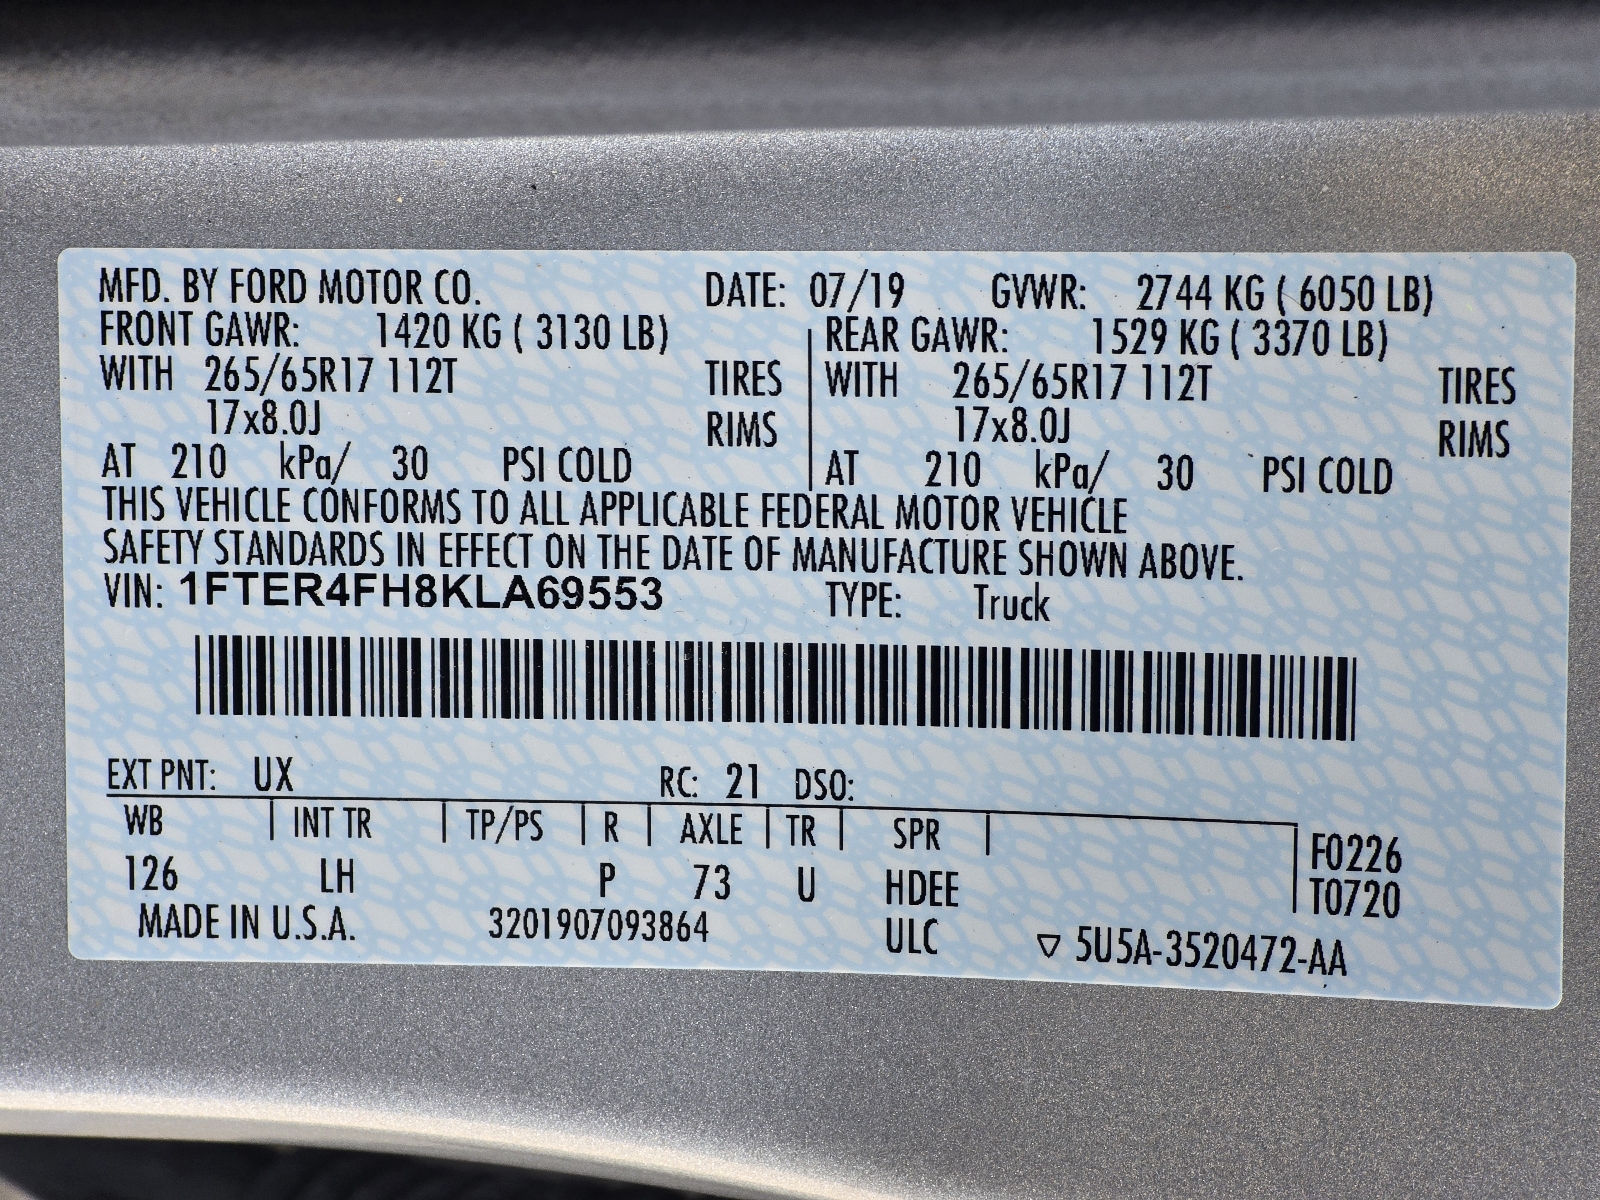 MFD. BY FORD MOTOR CO. DATE: 07/19 GVWR: 2744 KG ( 6050 LB)
FRONT GAWR: 1420 KG ( 3130 LB) REAR GAWR: 1529 KG ( 3370 LB)
WITH 265/65R17 112T TIRES WITH 265/65R17 112T TIRES
17x8.0J RIMS 17x8.0J RIMS
AT 210 kPa/ 30 PSI COLD AT 210 kPa/ 30 PSI COLD
THIS VEHICLE CONFORMS TO ALL APPLICABLE FEDERAL MOTOR VEHICLE
SAFETY STANDARDS IN EFFECT ON THE DATE OF MANUFACTURE SHOWN ABOVE.
VIN: 1FTER4FH8KLA69553 TYPE: Truck
EXT PNT: UX RC: 21 DSO:
WB | INT TR | TP/PS | R | AXLE | TR | SPR | F0226
126 LH P 73 U HDEE T0720
MADE IN U.S.A. 3201907093864 ULC ▽ 5U5A-3520472-AA